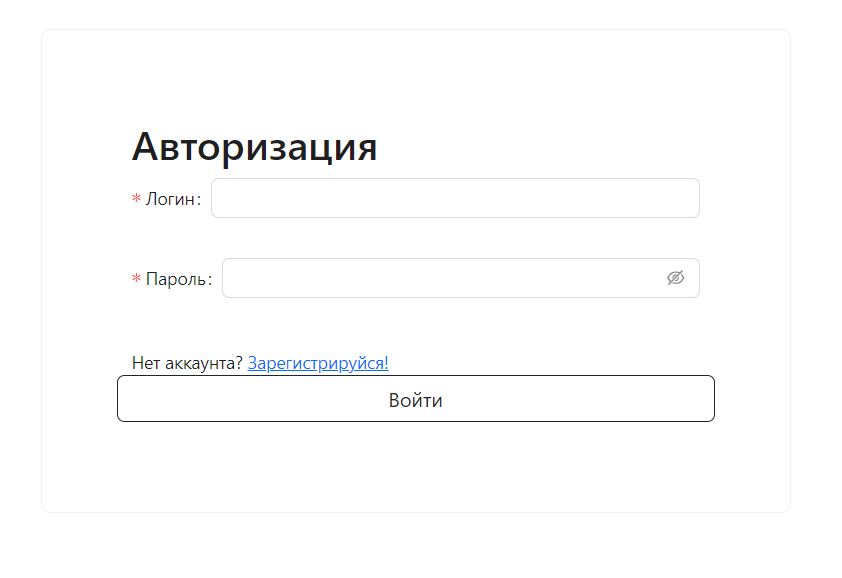 Авторизация
* Логин:
* Пароль:
Нет аккаунта? Зарегистрируйся!
Войти